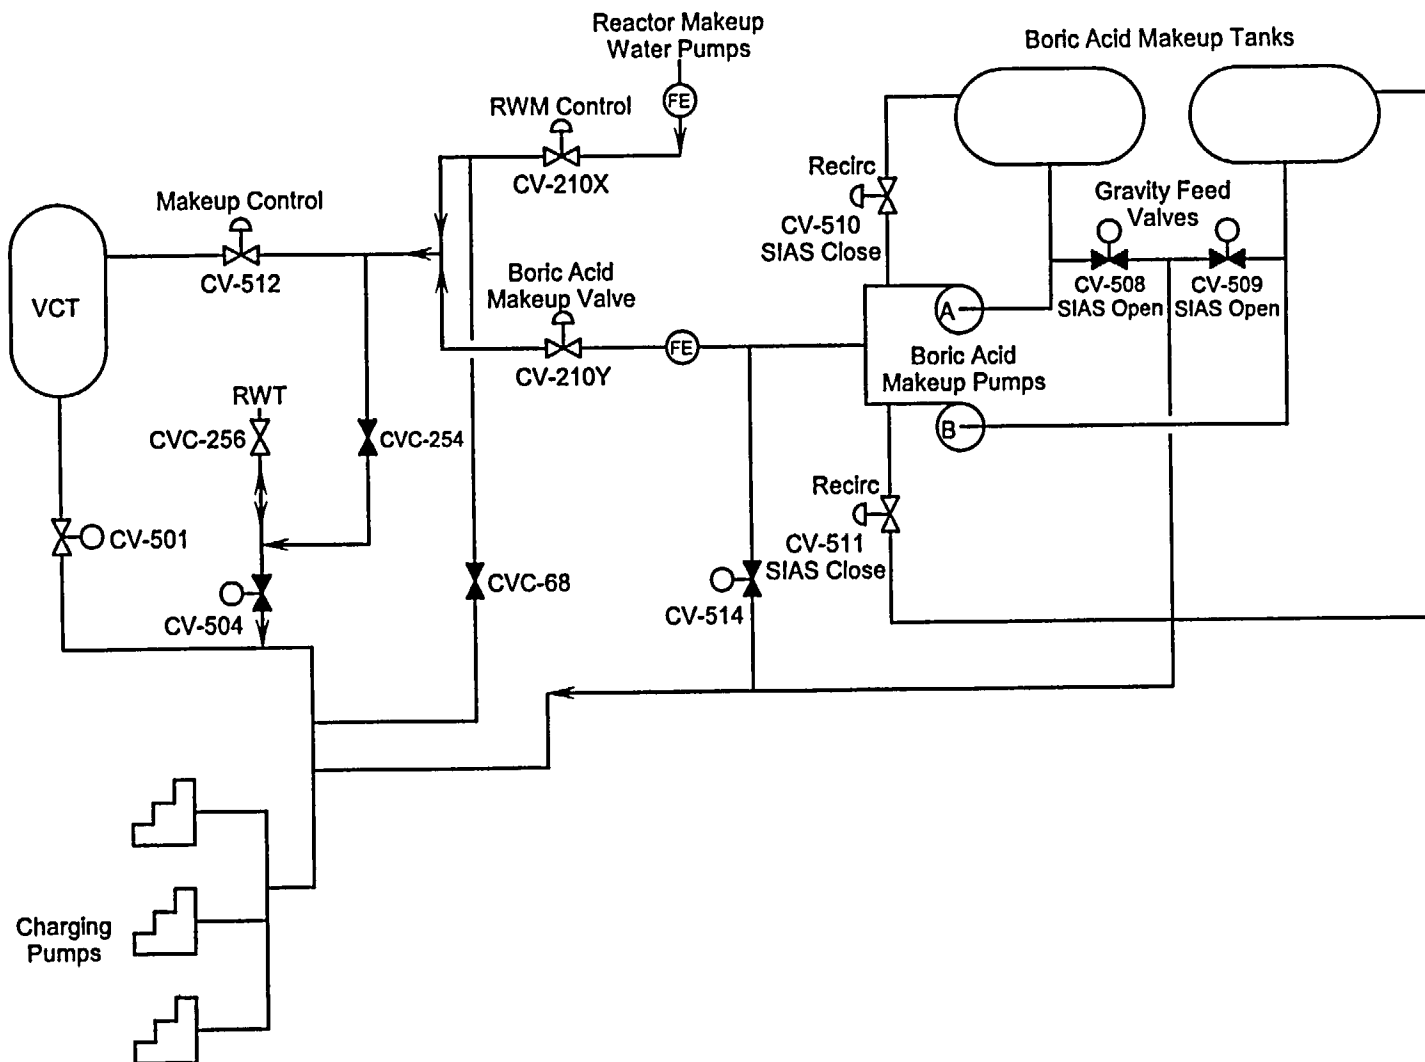 Reactor Makeup
Water Pumps
FE
Boric Acid Makeup Tanks
RWM Control
CV-210X
Recirc
CV-510
SIAS Close
Gravity Feed
Valves
CV-508
SIAS Open
CV-509
SIAS Open
Makeup Control
CV-512
VCT
Boric Acid
Makeup Valve
CV-210Y
FE
A
Boric Acid
Makeup Pumps
B
RWT
CVC-256
CVC-254
CV-501
CV-504
CVC-68
CV-514
Recirc
CV-511
SIAS Close
Charging
Pumps